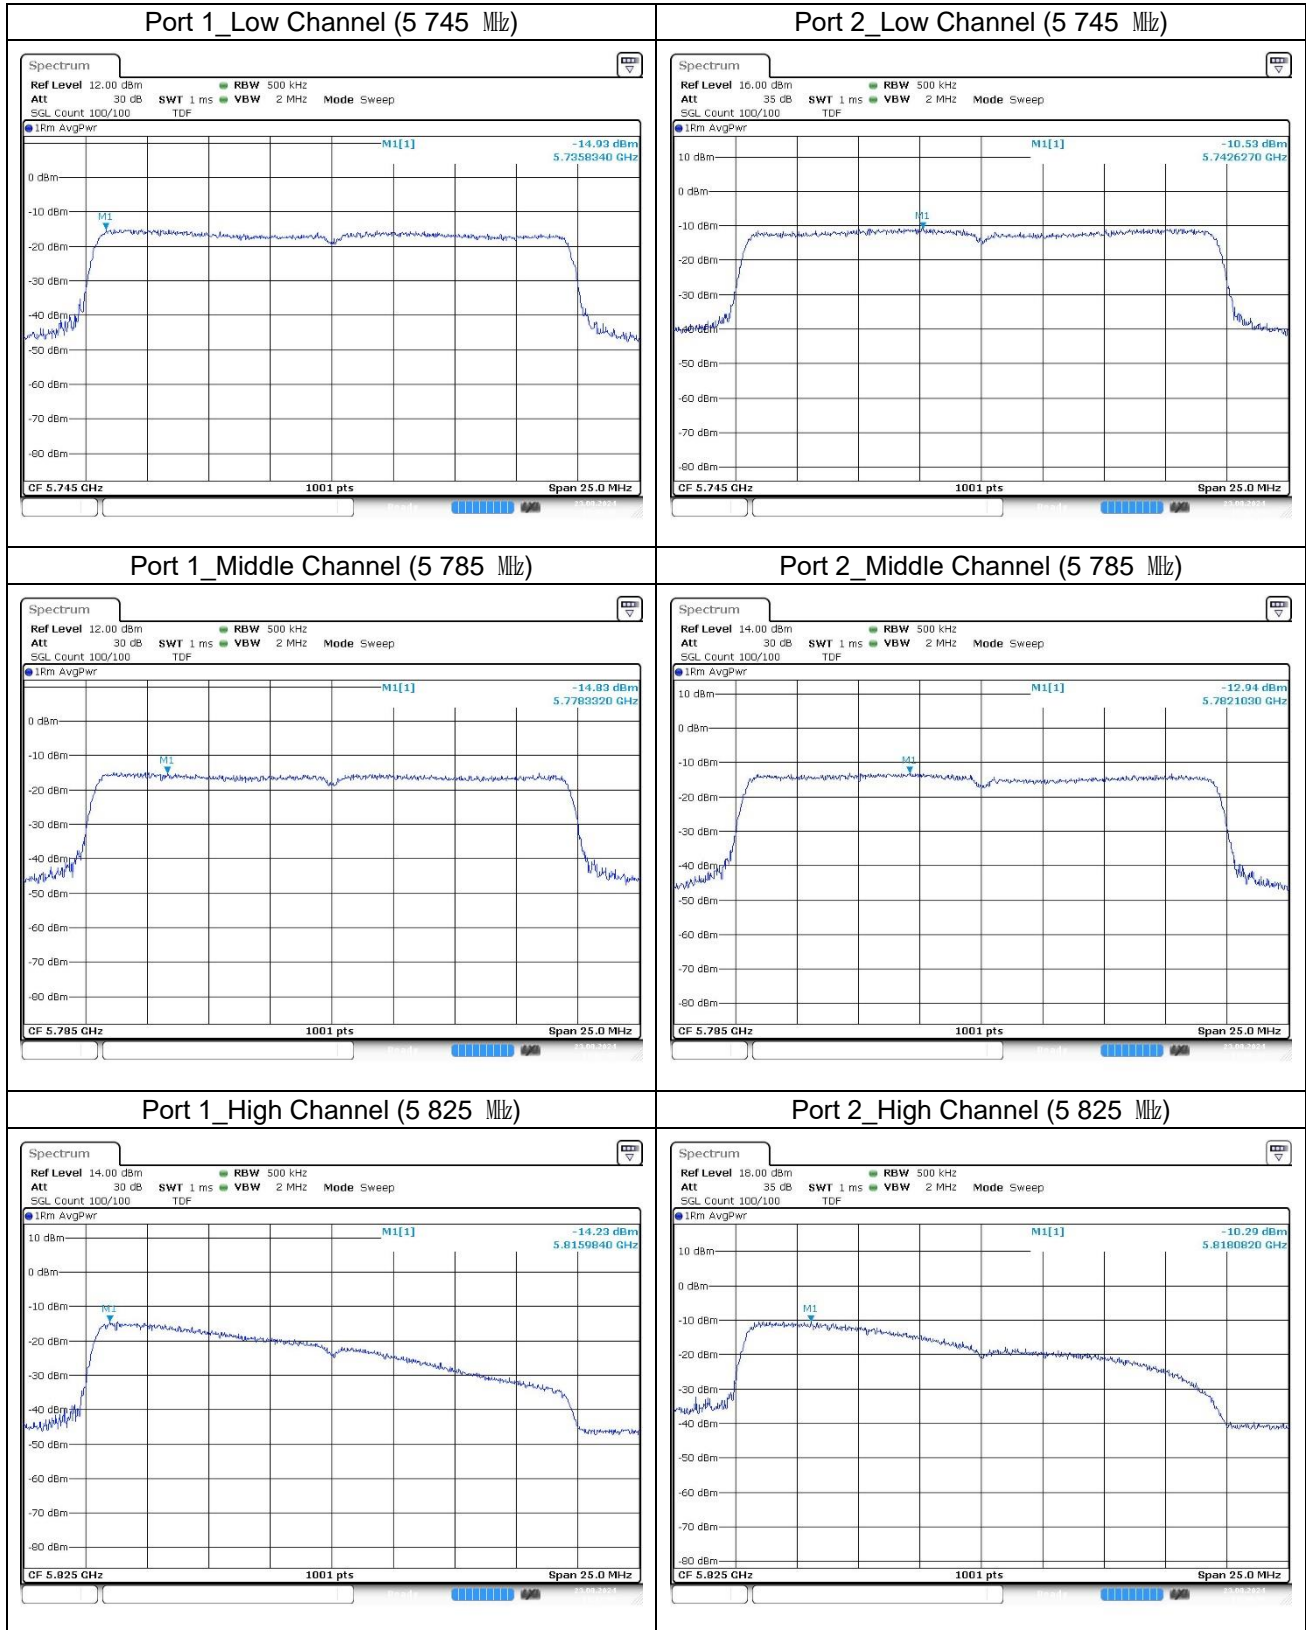 Port 1_Low Channel (5 745 ㎒)
Port 2_Low Channel (5 745 ㎒)
Spectrum
Ref Level 12.00 dBm RBW 500 kHz
Att 30 dB SWT 1 ms VBW 2 MHz Mode Sweep
SGL Count 100/100 TDF
1Rm AvgPwr
M1[1] -14.93 dBm
5.7358340 GHz
0 dBm
M1
-10 dBm
-20 dBm
-30 dBm
-40 dBm
-50 dBm
-60 dBm
-70 dBm
-80 dBm
CF 5.745 GHz 1001 pts Span 25.0 MHz
Spectrum
Ref Level 16.00 dBm RBW 500 kHz
Att 35 dB SWT 1 ms VBW 2 MHz Mode Sweep
SGL Count 100/100 TDF
1Rm AvgPwr
M1[1] -10.53 dBm
5.7426270 GHz
10 dBm
0 dBm
M1
-10 dBm
-20 dBm
-30 dBm
-40 dBm
-50 dBm
-60 dBm
-70 dBm
-80 dBm
CF 5.745 GHz 1001 pts Span 25.0 MHz
Port 1_Middle Channel (5 785 ㎒)
Port 2_Middle Channel (5 785 ㎒)
Spectrum
Ref Level 12.00 dBm RBW 500 kHz
Att 30 dB SWT 1 ms VBW 2 MHz Mode Sweep
SGL Count 100/100 TDF
1Rm AvgPwr
M1[1] -14.83 dBm
5.7783320 GHz
0 dBm
-10 dBm
M1
-20 dBm
-30 dBm
-40 dBm
-50 dBm
-60 dBm
-70 dBm
-80 dBm
CF 5.785 GHz 1001 pts Span 25.0 MHz
Spectrum
Ref Level 14.00 dBm RBW 500 kHz
Att 30 dB SWT 1 ms VBW 2 MHz Mode Sweep
SGL Count 100/100 TDF
1Rm AvgPwr
M1[1] -12.94 dBm
5.7821030 GHz
10 dBm
0 dBm
-10 dBm
M1
-20 dBm
-30 dBm
-40 dBm
-50 dBm
-60 dBm
-70 dBm
-80 dBm
CF 5.785 GHz 1001 pts Span 25.0 MHz
Port 1_High Channel (5 825 ㎒)
Port 2_High Channel (5 825 ㎒)
Spectrum
Ref Level 14.00 dBm RBW 500 kHz
Att 30 dB SWT 1 ms VBW 2 MHz Mode Sweep
SGL Count 100/100 TDF
1Rm AvgPwr
M1[1] -14.23 dBm
5.8159840 GHz
10 dBm
0 dBm
-10 dBm
M1
-20 dBm
-30 dBm
-40 dBm
-50 dBm
-60 dBm
-70 dBm
-80 dBm
CF 5.825 GHz 1001 pts Span 25.0 MHz
Spectrum
Ref Level 18.00 dBm RBW 500 kHz
Att 35 dB SWT 1 ms VBW 2 MHz Mode Sweep
SGL Count 100/100 TDF
1Rm AvgPwr
M1[1] -10.29 dBm
5.8180820 GHz
10 dBm
0 dBm
M1
-10 dBm
-20 dBm
-30 dBm
-40 dBm
-50 dBm
-60 dBm
-70 dBm
-80 dBm
CF 5.825 GHz 1001 pts Span 25.0 MHz